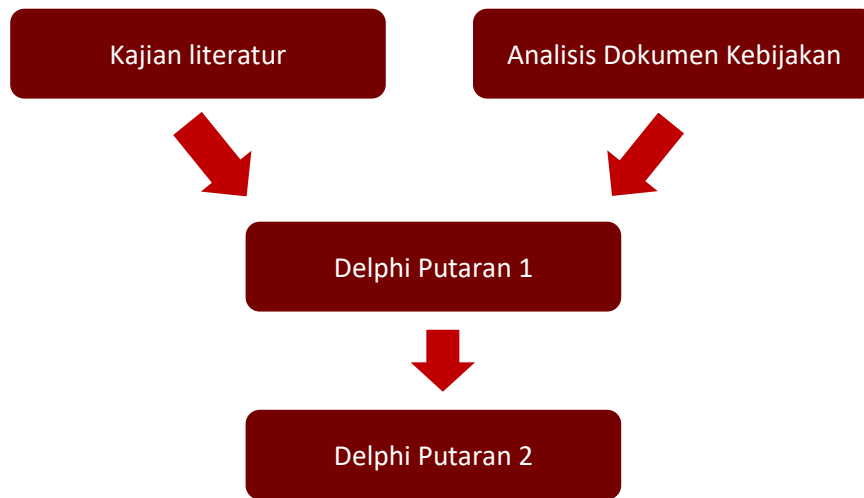 Kajian literatur
Analisis Dokumen Kebijakan
Delphi Putaran 1
Delphi Putaran 2